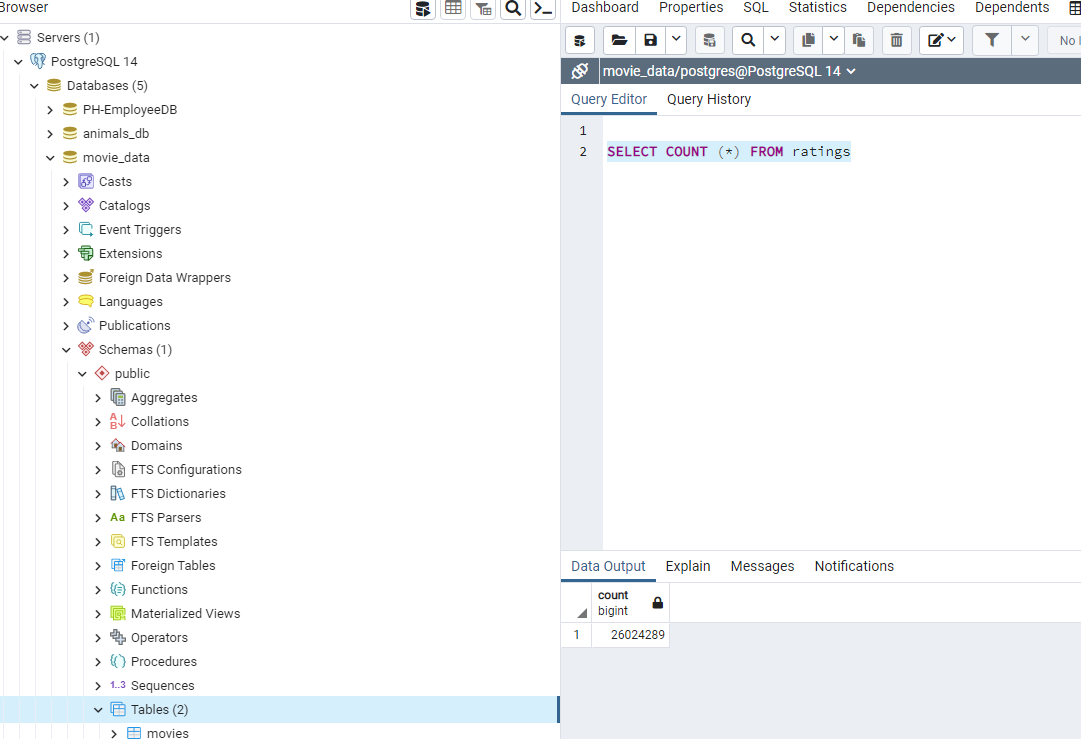 Browser
Servers (1)
PostgreSQL 14
Databases (5)
PH-EmployeeDB
animals_db
movie_data
Casts
Catalogs
Event Triggers
Extensions
Foreign Data Wrappers
Languages
Publications
Schemas (1)
public
Aggregates
Collations
Domains
FTS Configurations
FTS Dictionaries
Aa FTS Parsers
FTS Templates
Foreign Tables
Functions
Materialized Views
Operators
Procedures
1..3 Sequences
Tables (2)
movies
Dashboard Properties SQL Statistics Dependencies Dependents
No l
movie_data/postgres@PostgreSQL 14
Query Editor Query History
1
2 SELECT COUNT (*) FROM ratings
Data Output Explain Messages Notifications
count
bigint
1 26024289